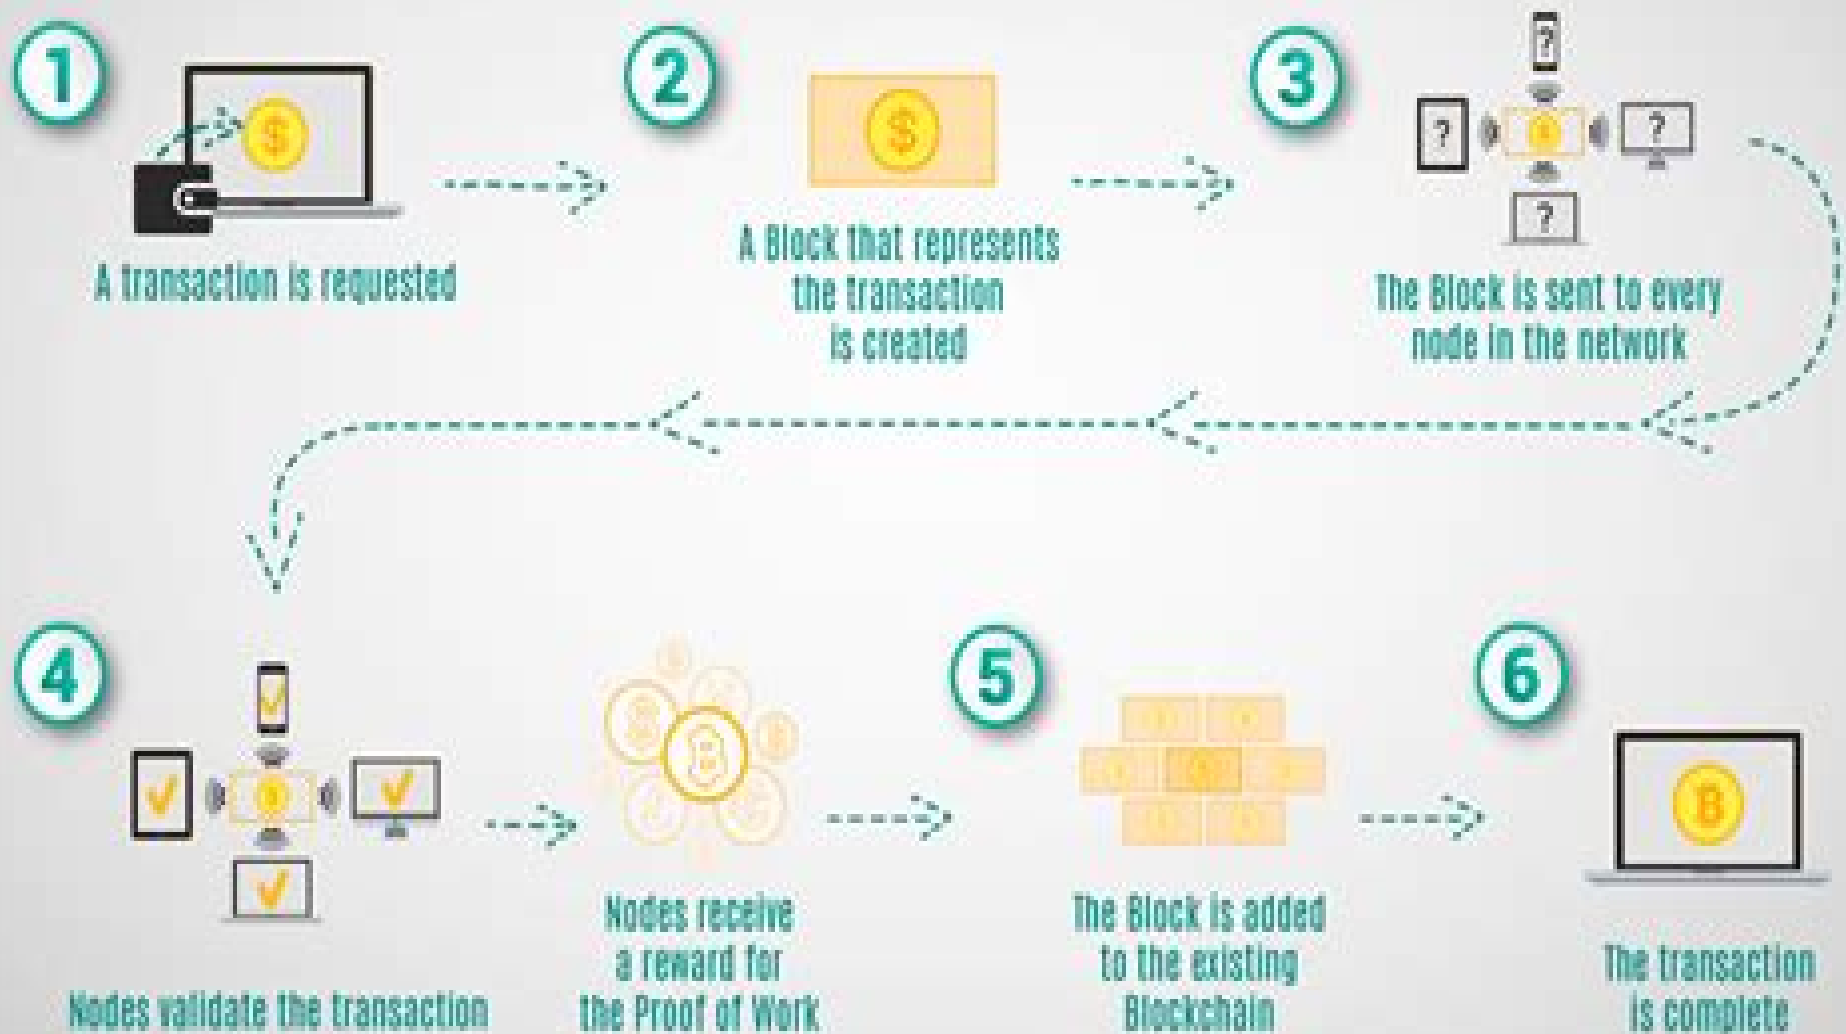 1
A transaction is requested
2
A Block that represents
the transaction
is created
3
?
?
?
?
The Block is sent to every
node in the network
4
Nodes validate the transaction
Nodes receive
a reward for
the Proof of Work
5
The Block is added
to the existing
Blockchain
6
The transaction
is complete